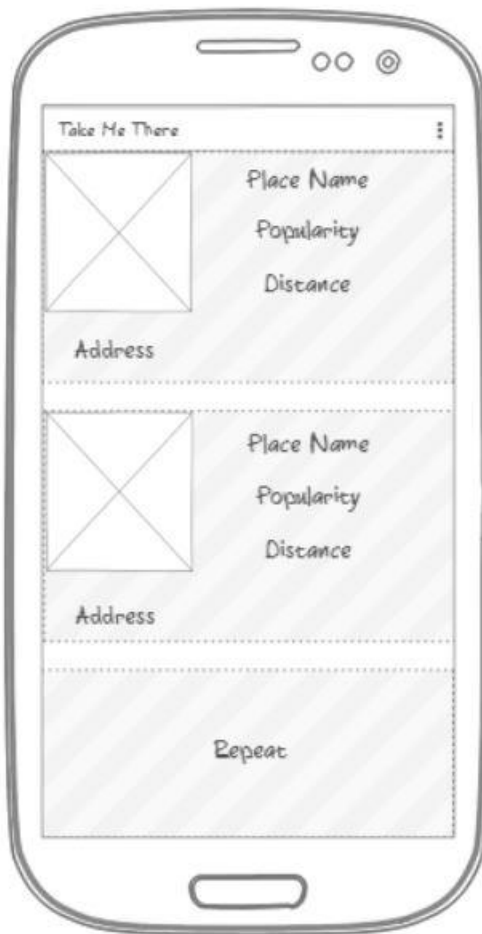 Take Me There
Place Name
Popularity
Distance
Address
Place Name
Popularity
Distance
Address
Repeat